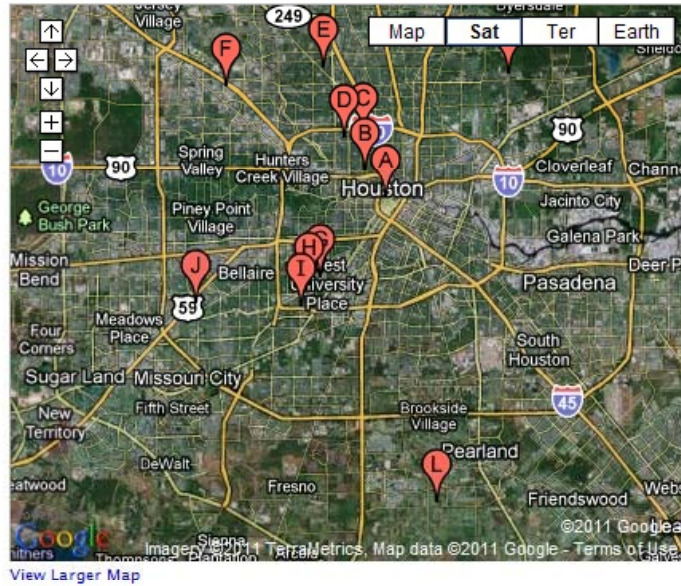 Jersey
Village
249
E
Map Sat Ter Earth
Dyersdale
F
D
C
B
90
10
90
Spring
Valley
Hunters
Creek Village
A
Houston
10
Cloverleaf
George
Bush Park
Piney Point
Village
Jacinto City
Galena Park
Mission
Bend
J
Bellaire
H
I
West
University
Place
Pasadena
59
Four
Corners
Meadows
Place
South
Houston
Sugar Land
Missouri City
New
Territory
Fifth Street
Brookside
Village
45
DeWalt
Pearland
L
Fresno
Friendswood
Google
©2011 Google
Imagery ©2011 TerraMetrics, Map data ©2011 Google - Terms of Use
View Larger Map